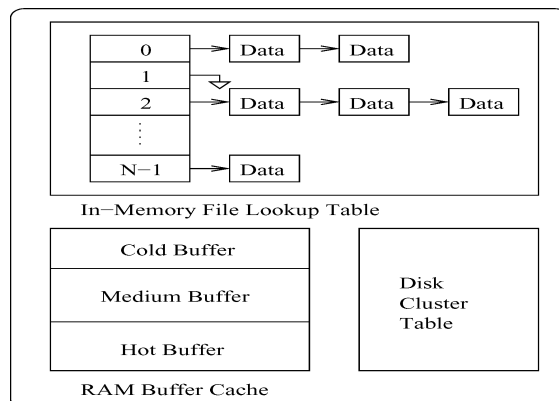 0
Data
Data
1
2
Data
Data
Data
N−1
Data
In−Memory File Lookup Table
Cold Buffer
Medium Buffer
Hot Buffer
Disk
Cluster
Table
RAM Buffer Cache